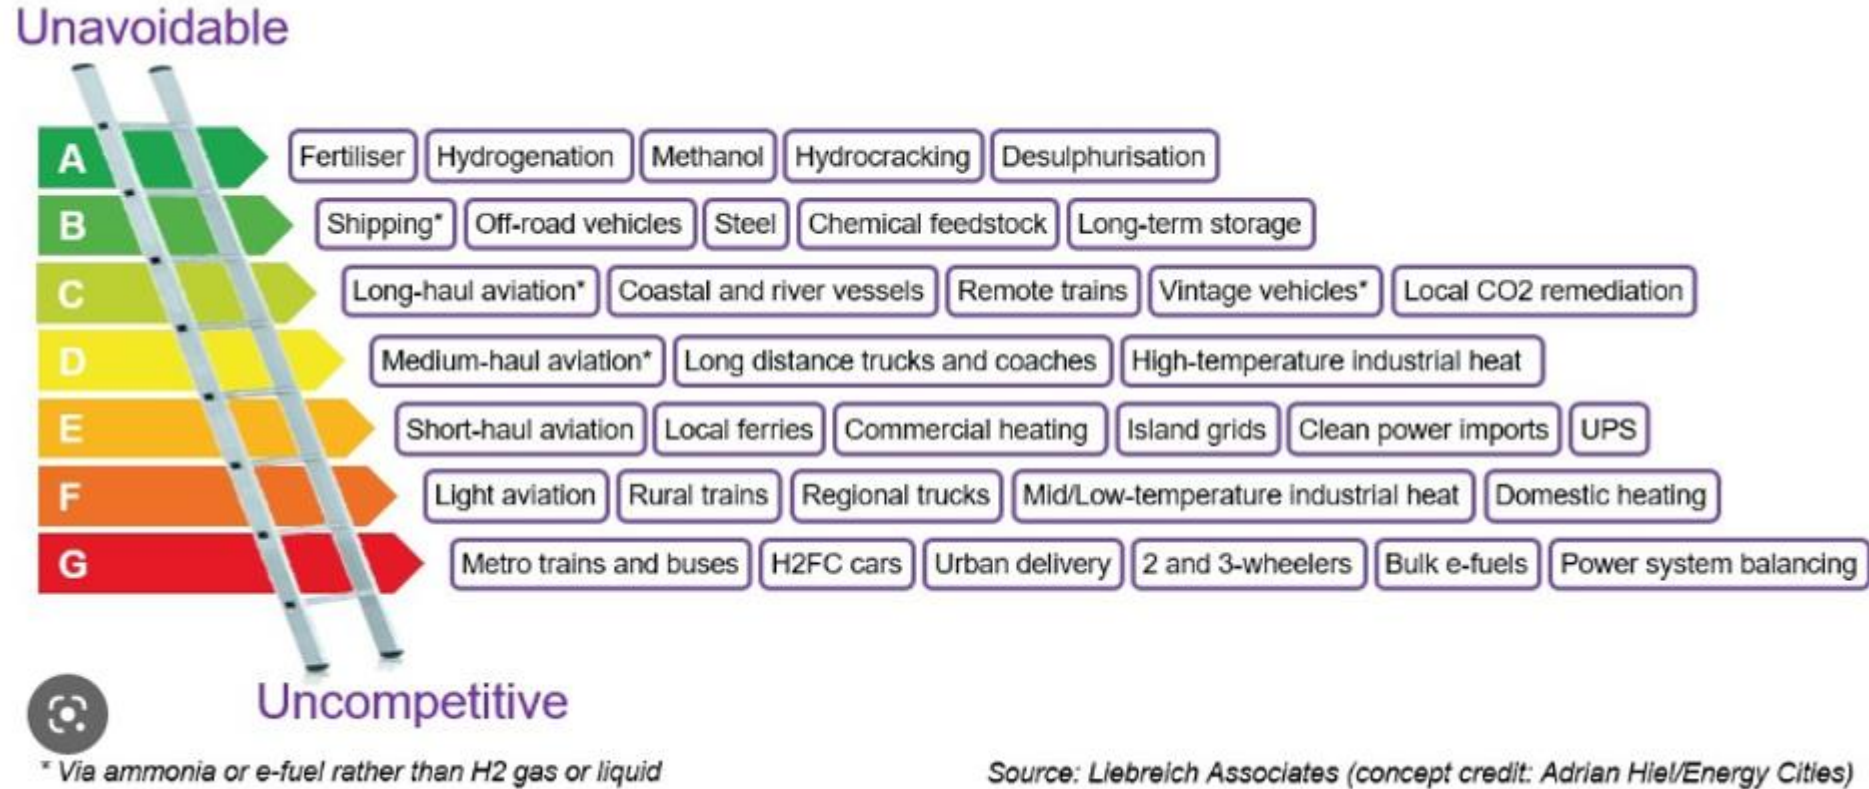 Unavoidable
A Fertiliser Hydrogenation Methanol Hydrocracking Desulphurisation
B Shipping* Off-road vehicles Steel Chemical feedstock Long-term storage
C Long-haul aviation* Coastal and river vessels Remote trains Vintage vehicles* Local CO2 remediation
D Medium-haul aviation* Long distance trucks and coaches High-temperature industrial heat
E Short-haul aviation Local ferries Commercial heating Island grids Clean power imports UPS
F Light aviation Rural trains Regional trucks Mid/Low-temperature industrial heat Domestic heating
G Metro trains and buses H2FC cars Urban delivery 2 and 3-wheelers Bulk e-fuels Power system balancing
Uncompetitive
* Via ammonia or e-fuel rather than H2 gas or liquid Source: Liebreich Associates (concept credit: Adrian Hiel/Energy Cities)